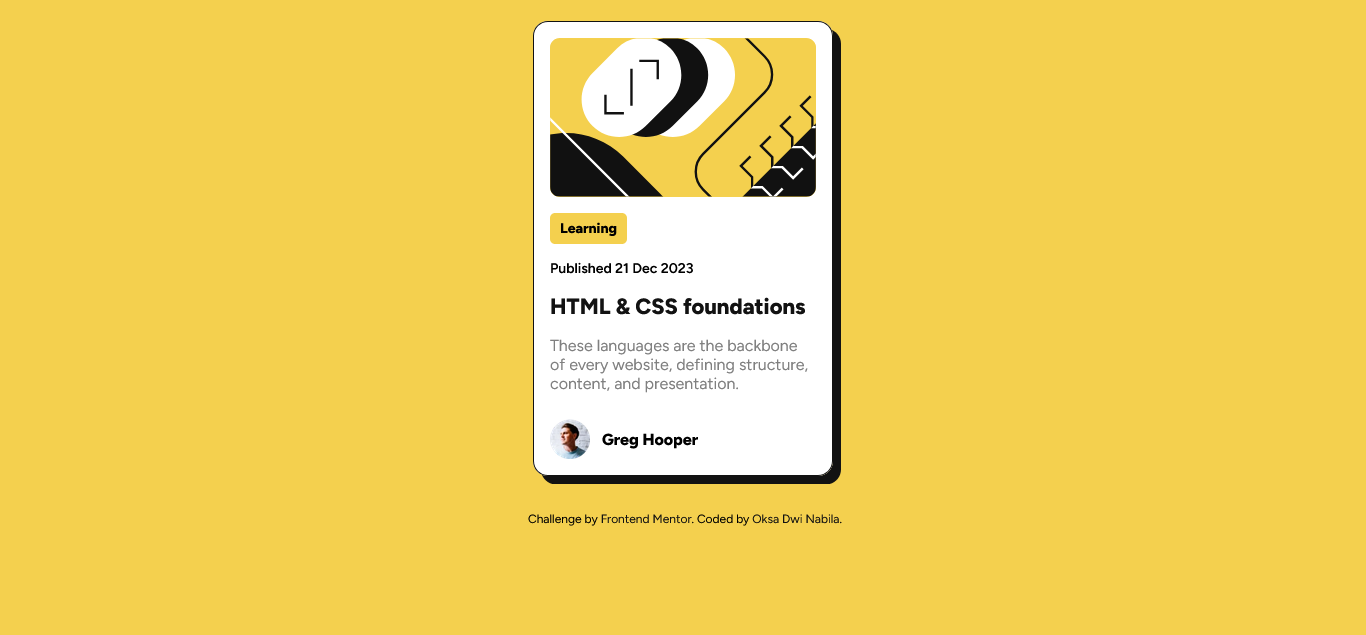 Learning
Published 21 Dec 2023
HTML & CSS foundations
These languages are the backbone
of every website, defining structure,
content, and presentation.
Greg Hooper
Challenge by Frontend Mentor. Coded by Oksa Dwi Nabila.